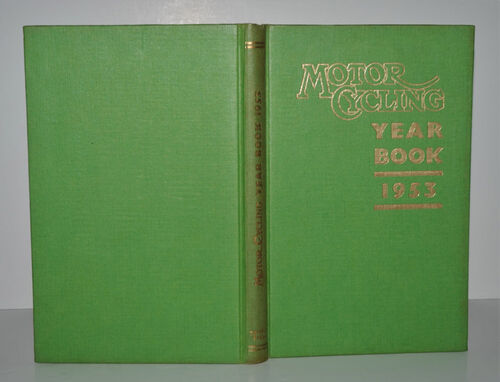 MOTOR
CYCLING
YEAR
BOOK
1953
MOTOR CYCLING YEAR BOOK 1953